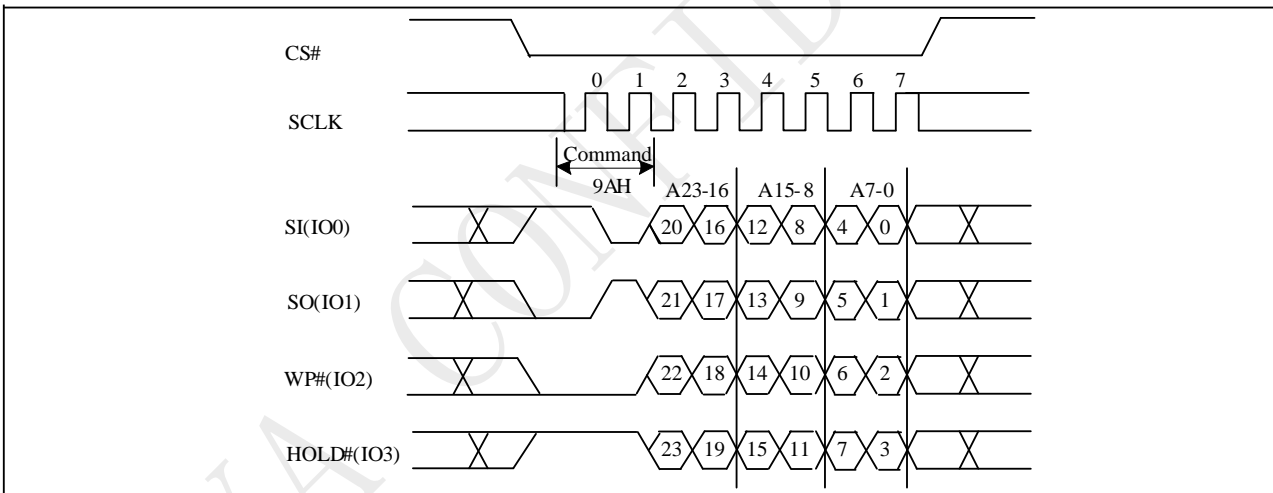 CS#
0 1 2 3 4 5 6 7
SCLK
Command
9AH
A23-16 A15-8 A7-0
SI(IO0)
20 16 12 8 4 0
SO(IO1)
21 17 13 9 5 1
WP#(IO2)
22 18 14 10 6 2
HOLD#(IO3)
23 19 15 11 7 3